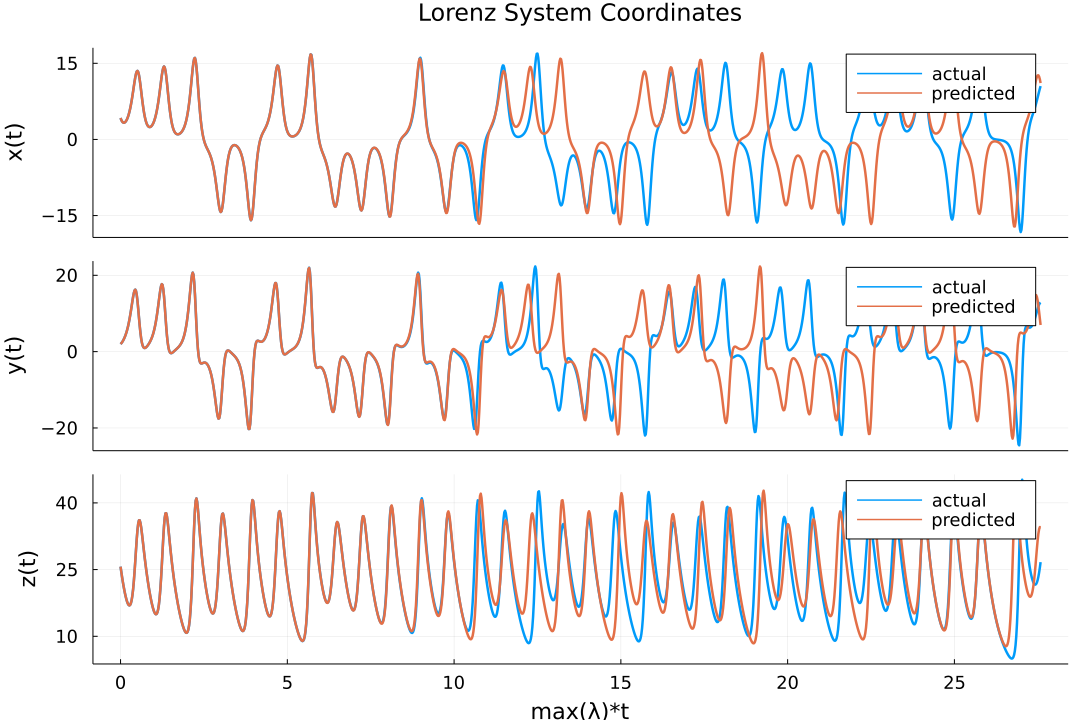 Lorenz System Coordinates
x(t)
15
0
−15
actual
predicted
y(t)
20
0
−20
actual
predicted
z(t)
40
25
10
actual
predicted
0 5 10 15 20 25
max(λ)*t